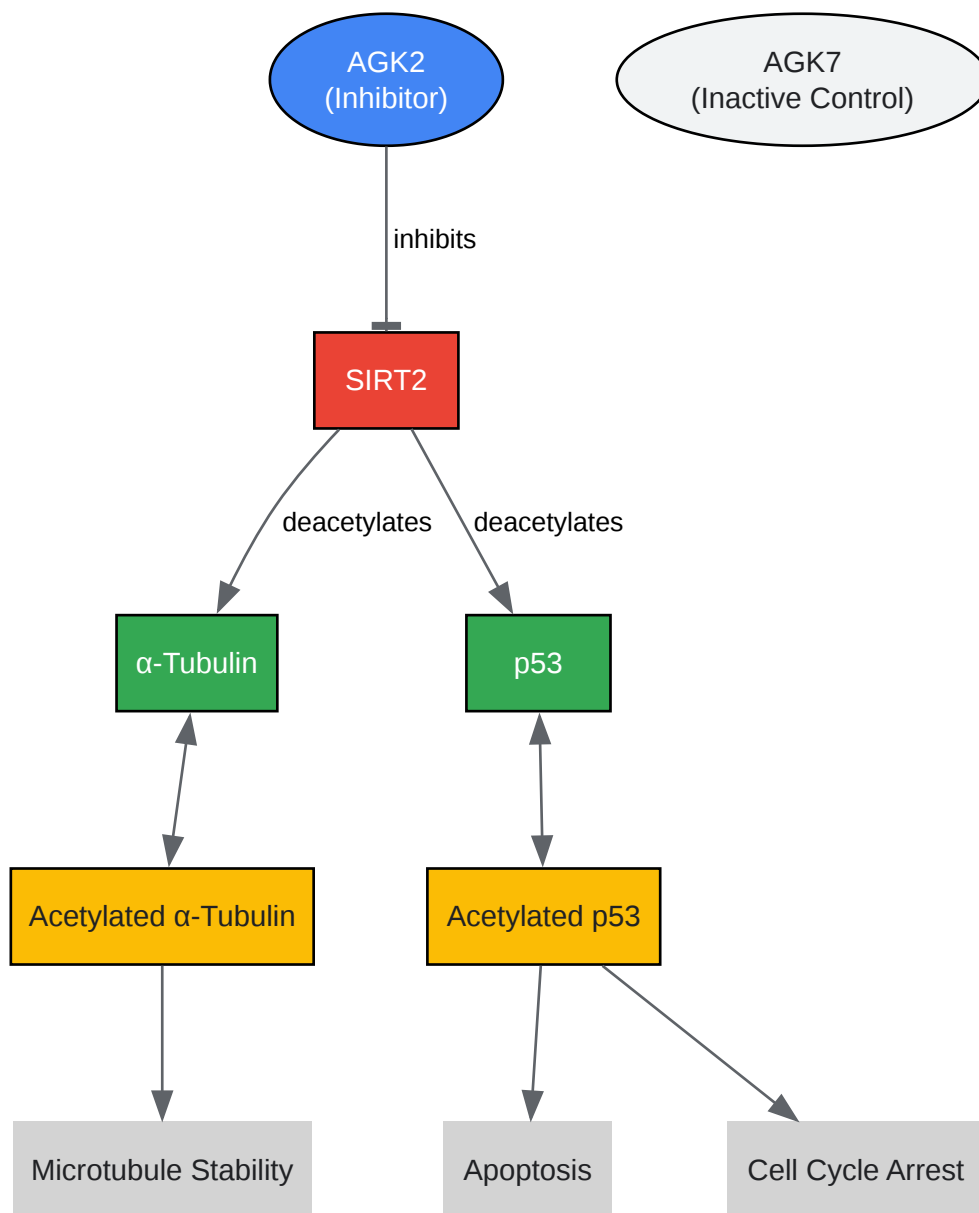 AGK2
(Inhibitor)
AGK7
(Inactive Control)
inhibits
SIRT2
deacetylates
deacetylates
α-Tubulin
p53
Acetylated α-Tubulin
Acetylated p53
Microtubule Stability
Apoptosis
Cell Cycle Arrest